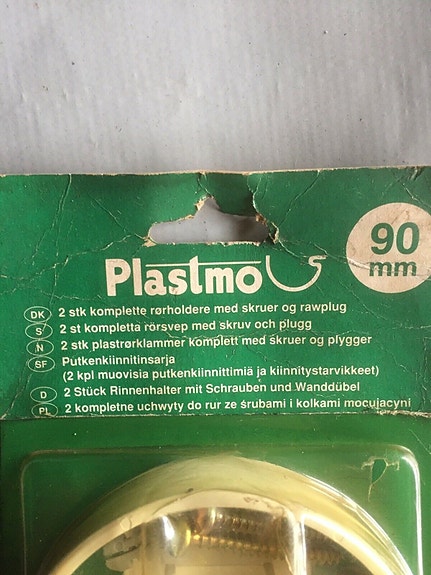 Plastmo
90
mm
DK 2 stk komplette rørholdere med skruer og rawplug
S 2 st kompletta rörsvep med skruv och plugg
N 2 stk plastrørklammer komplett med skruer og plygger
SF Putkenkiinnitinsarja
(2 kpl muovisia putkenkiinnittimiä ja kiinnitystarvikkeet)
D 2 Stück Rinnenhalter mit Schrauben und Wanddübel
PL 2 kompletne uchwyty do rur ze śrubami i kolkami mocującyni